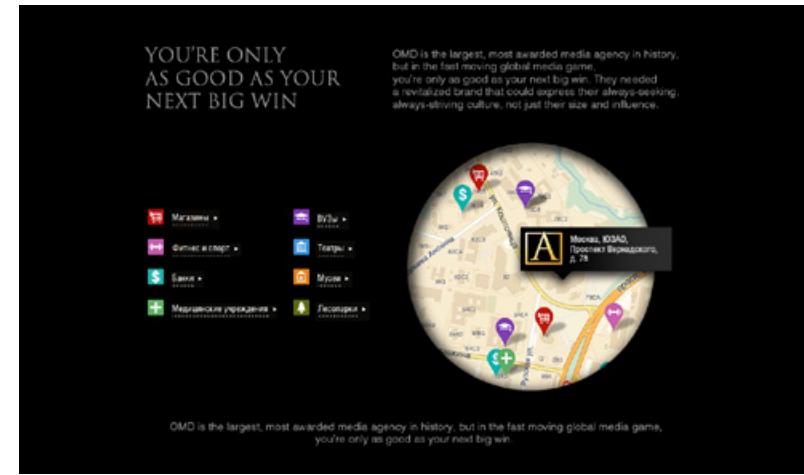 YOU'RE ONLY
AS GOOD AS YOUR
NEXT BIG WIN
OMD is the largest, most awarded media agency in history,
but in the fast moving global media game,
you're only as good as your next big win. They needed
a revitalized brand that could express their always-seeking,
always-striving culture, not just their size and influence.
Магазины
ВУЗы
Фитнес и спорт
Театры
Банки
Музеи
Медицинские учреждения
Лесопарки
A
Москва, ЮЗАО,
Проспект Вернадского,
д. 78
OMD is the largest, most awarded media agency in history, but in the fast moving global media game,
you're only as good as your next big win.